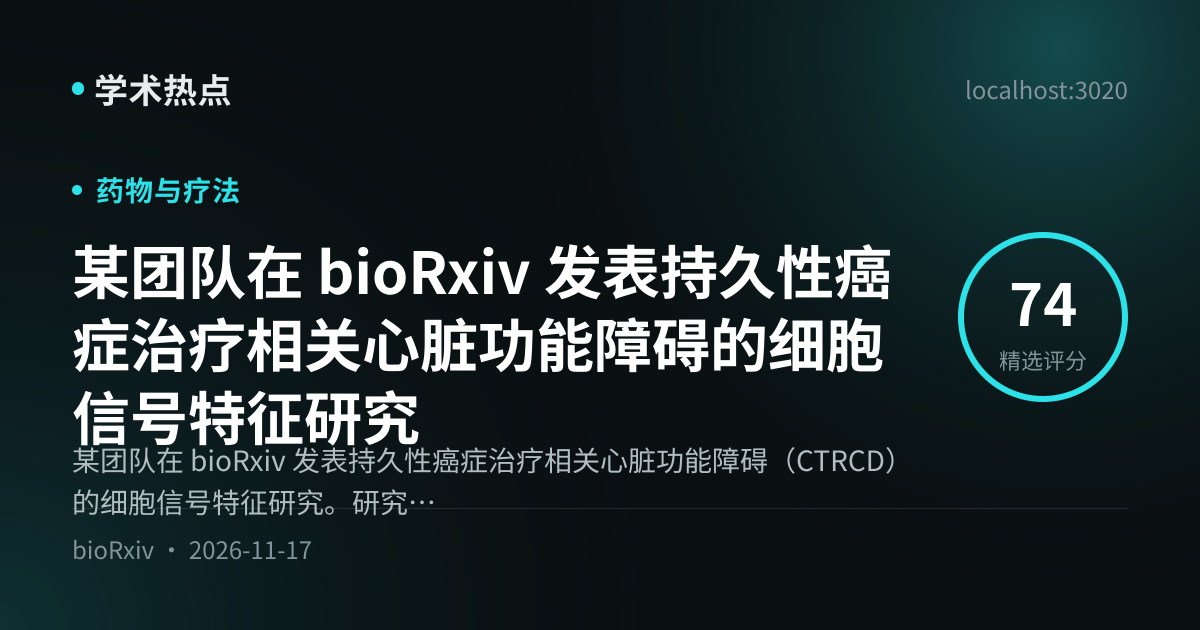 学术热点
localhost:3020
药物与疗法
某团队在 bioRxiv 发表持久性癌
症治疗相关心脏功能障碍的细胞
信号特征研究
74
精选评分
某团队在 bioRxiv 发表持久性癌症治疗相关心脏功能障碍（CTRCD）
的细胞信号特征研究。研究…
bioRxiv · 2026-11-17